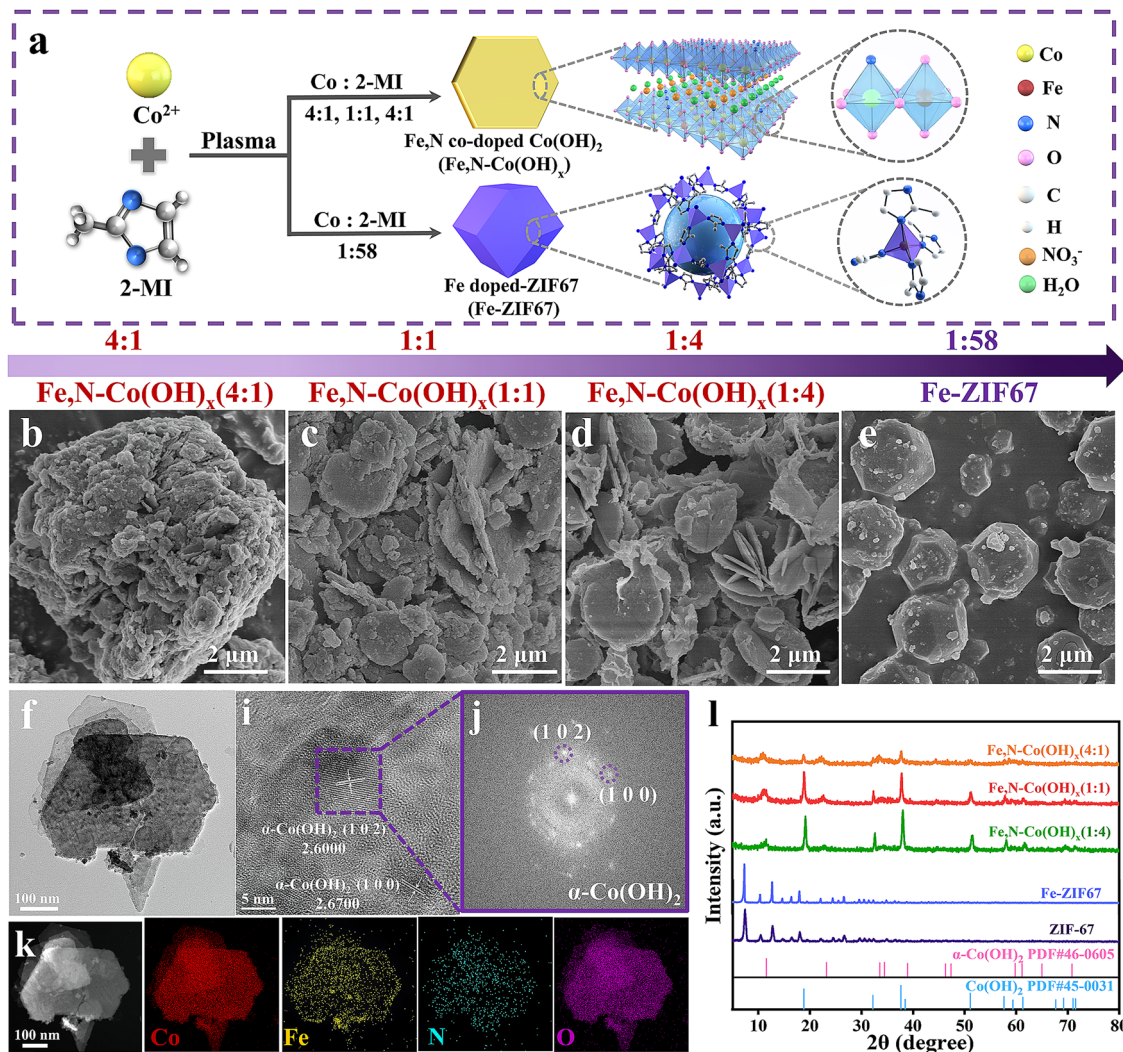 a
Co²⁺
2-MI
Plasma
Co : 2-MI
4:1, 1:1, 4:1
Fe,N co-doped Co(OH)₂
(Fe,N-Co(OH)ₓ)
Co : 2-MI
1:58
Fe doped-ZIF67
(Fe-ZIF67)
Co
Fe
N
O
C
H
NO₃⁻
H₂O
4:1
1:1
1:4
1:58
Fe,N-Co(OH)ₓ(4:1)
Fe,N-Co(OH)ₓ(1:1)
Fe,N-Co(OH)ₓ(1:4)
Fe-ZIF67
b
2 μm
c
2 μm
d
2 μm
e
2 μm
f
100 nm
i
α-Co(OH)₂ (1 0 2)
2.6000
α-Co(OH)₂ (1 0 0)
2.6700
5 nm
j
(1 0 2)
(1 0 0)
α-Co(OH)₂
k
100 nm
Co
Fe
N
O
l
Intensity (a.u.)
Fe,N-Co(OH)ₓ(4:1)
Fe,N-Co(OH)ₓ(1:1)
Fe,N-Co(OH)ₓ(1:4)
Fe-ZIF67
ZIF-67
α-Co(OH)₂ PDF#46-0605
Co(OH)₂ PDF#45-0031
10 20 30 40 50 60 70 80
2θ (degree)